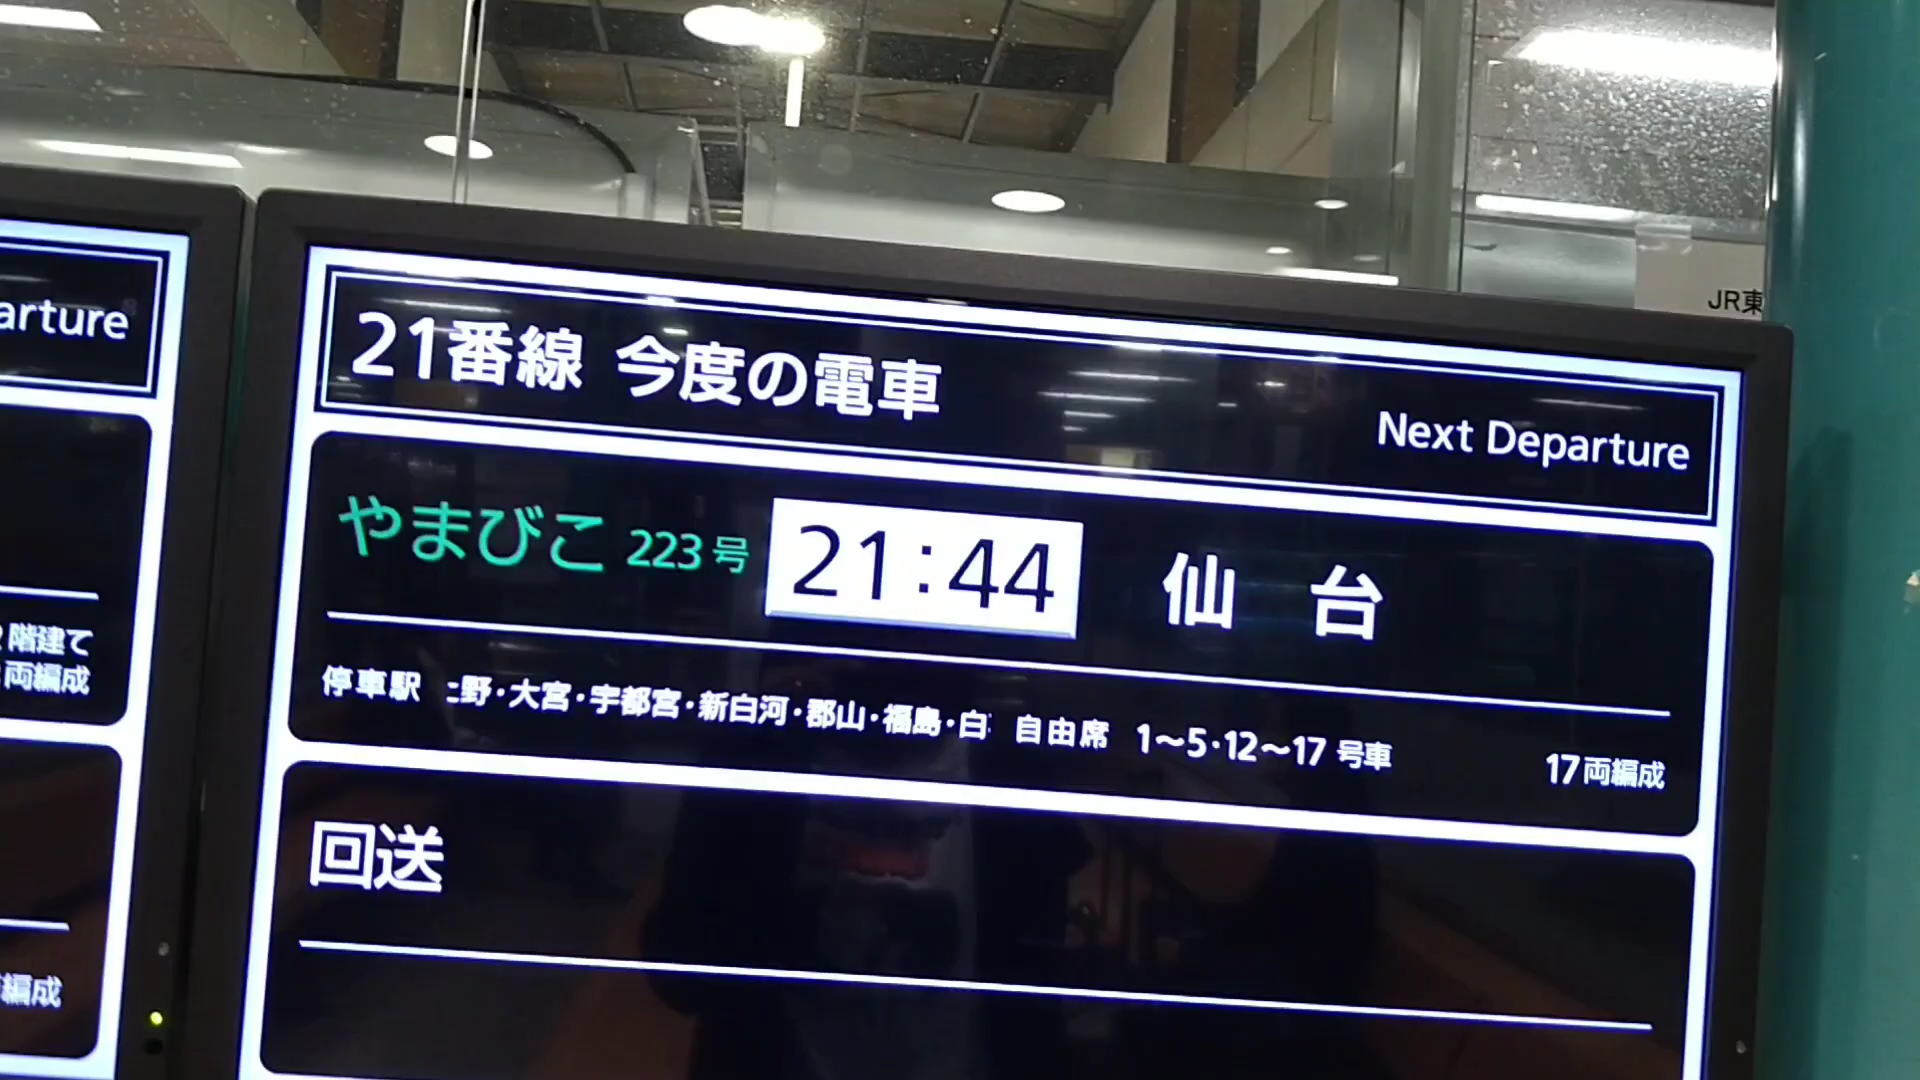 JR東
arture
21番線 今度の電車 Next Departure
やまびこ 223号 21:44 仙台
停車駅 野・大宮・宇都宮・新白河・郡山・福島・白 自由席 1～5・12～17 号車 17両編成
回送
階建て
両編成
編成